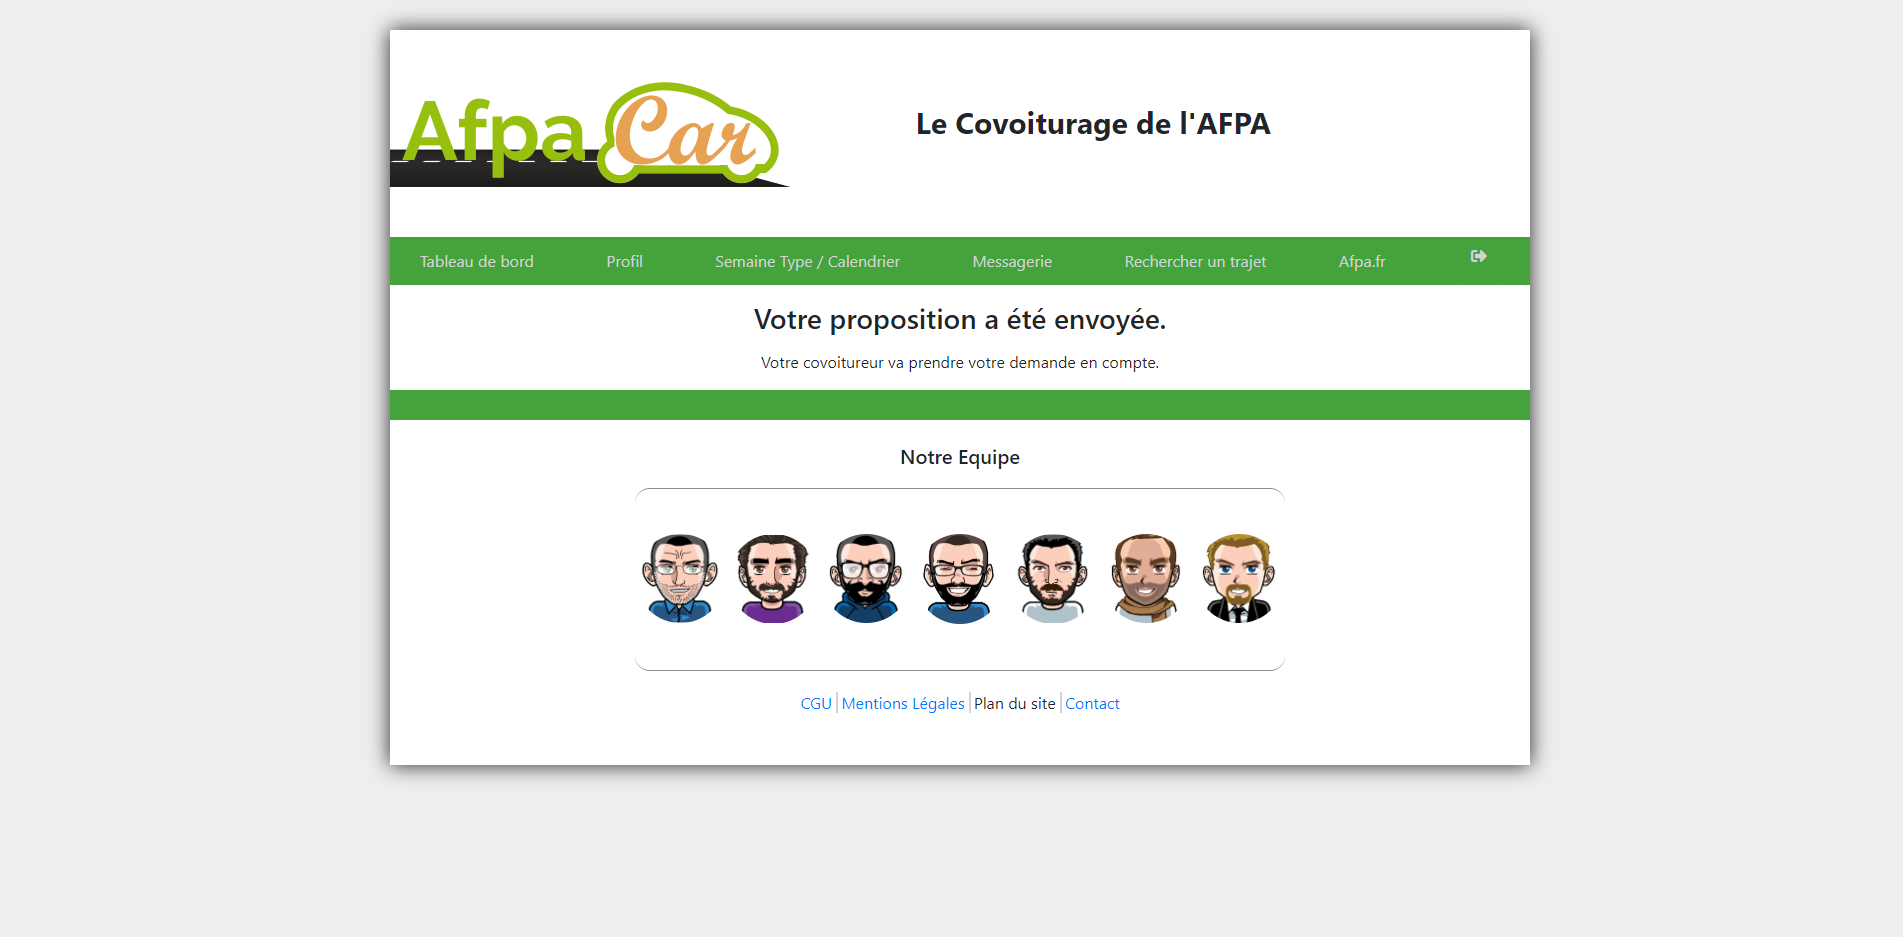 Afpa Car
Le Covoiturage de l'AFPA
Tableau de bord Profil Semaine Type / Calendrier Messagerie Rechercher un trajet Afpa.fr
Votre proposition a été envoyée.
Votre covoitureur va prendre votre demande en compte.
Notre Equipe
CGU Mentions Légales Plan du site Contact